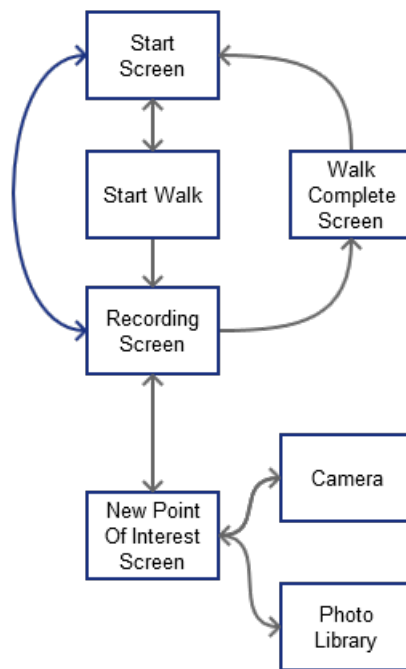 Start
Screen
Start Walk
Walk
Complete
Screen
Recording
Screen
New Point
Of Interest
Screen
Camera
Photo
Library